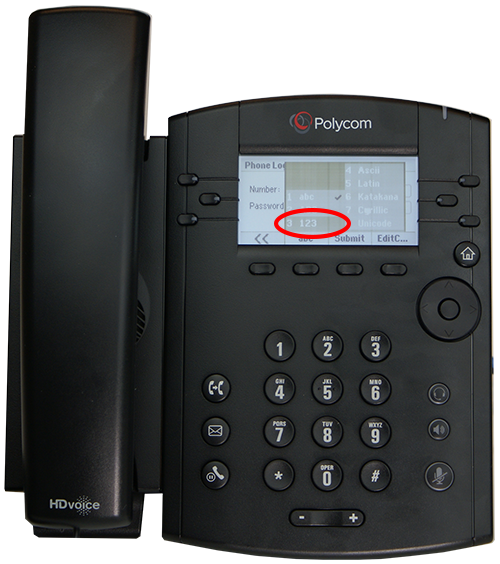 Polycom
Phone Loc
4 Ascii
5 Latin
Number:
abc
6 Katakana
Password
7 Cyrillic
3 123
Unicode
<<
abc
Submit
EditC...
1
ABC
2
DEF
3
GHI
4
JKL
5
MNO
6
PQRS
7
TUV
8
WXYZ
9
*
OPER
0
#
- +
HDvoice